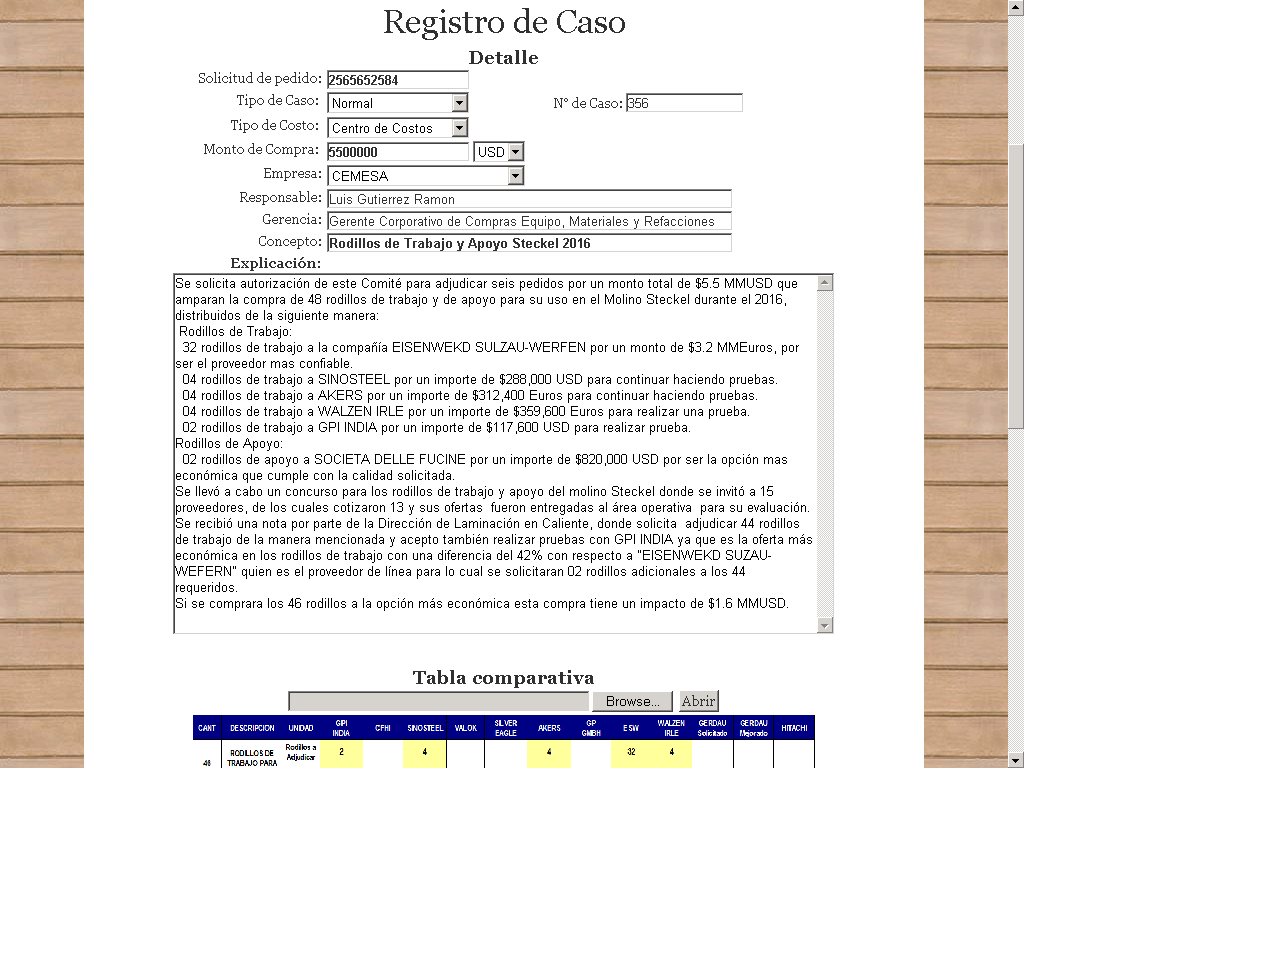 Registro de Caso
Detalle
Solicitud de pedido: 2565652584
Tipo de Caso: Normal N° de Caso: 356
Tipo de Costo: Centro de Costos
Monto de Compra: 5500000 USD
Empresa: CEMESA
Responsable: Luis Gutierrez Ramon
Gerencia: Gerente Corporativo de Compras Equipo, Materiales y Refacciones
Concepto: Rodillos de Trabajo y Apoyo Steckel 2016
Explicación:
Se solicita autorización de este Comité para adjudicar seis pedidos por un monto total de $5.5 MMUSD que
amparan la compra de 48 rodillos de trabajo y de apoyo para su uso en el Molino Steckel durante el 2016,
distribuidos de la siguiente manera:
Rodillos de Trabajo:
32 rodillos de trabajo a la compañía EISENWEKD SULZAU-WERFEN por un monto de $3.2 MMEuros, por
ser el proveedor mas confiable.
04 rodillos de trabajo a SINOSTEEL por un importe de $288,000 USD para continuar haciendo pruebas.
04 rodillos de trabajo a AKERS por un importe de $312,400 Euros para continuar haciendo pruebas.
04 rodillos de trabajo a WALZEN IRLE por un importe de $359,600 Euros para realizar una prueba.
02 rodillos de trabajo a GPI INDIA por un importe de $117,600 USD para realizar prueba.
Rodillos de Apoyo:
02 rodillos de apoyo a SOCIETA DELLE FUCINE por un importe de $820,000 USD por ser la opción mas
económica que cumple con la calidad solicitada.
Se llevó a cabo un concurso para los rodillos de trabajo y apoyo del molino Steckel donde se invitó a 15
proveedores, de los cuales cotizaron 13 y sus ofertas fueron entregadas al área operativa para su evaluación.
Se recibió una nota por parte de la Dirección de Laminación en Caliente, donde solicita adjudicar 44 rodillos
de trabajo de la manera mencionada y acepto también realizar pruebas con GPI INDIA ya que es la oferta más
económica en los rodillos de trabajo con una diferencia del 42% con respecto a "EISENWEKD SUZAU-
WEFERN" quien es el proveedor de línea para lo cual se solicitaran 02 rodillos adicionales a los 44
requeridos.
Si se comprara los 46 rodillos a la opción más económica esta compra tiene un impacto de $1.6 MMUSD.
Tabla comparativa
Browse... Abrir
CANT DESCRIPCION UNIDAD GPI INDIA CFHI SINOSTEEL VALOK SILVER EAGLE AKERS GP GMBH ESW WALZEN IRLE GERDAU Solicitado GERDAU Mejorado HITACHI
46 RODILLOS DE TRABAJO PARA Rodillos a Adjudicar 2 4 4 32 4